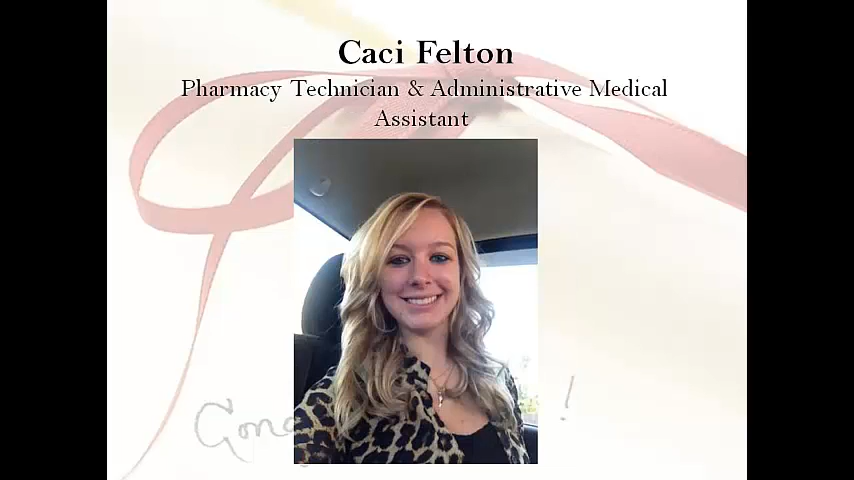 Caci Felton
Pharmacy Technician & Administrative Medical
Assistant